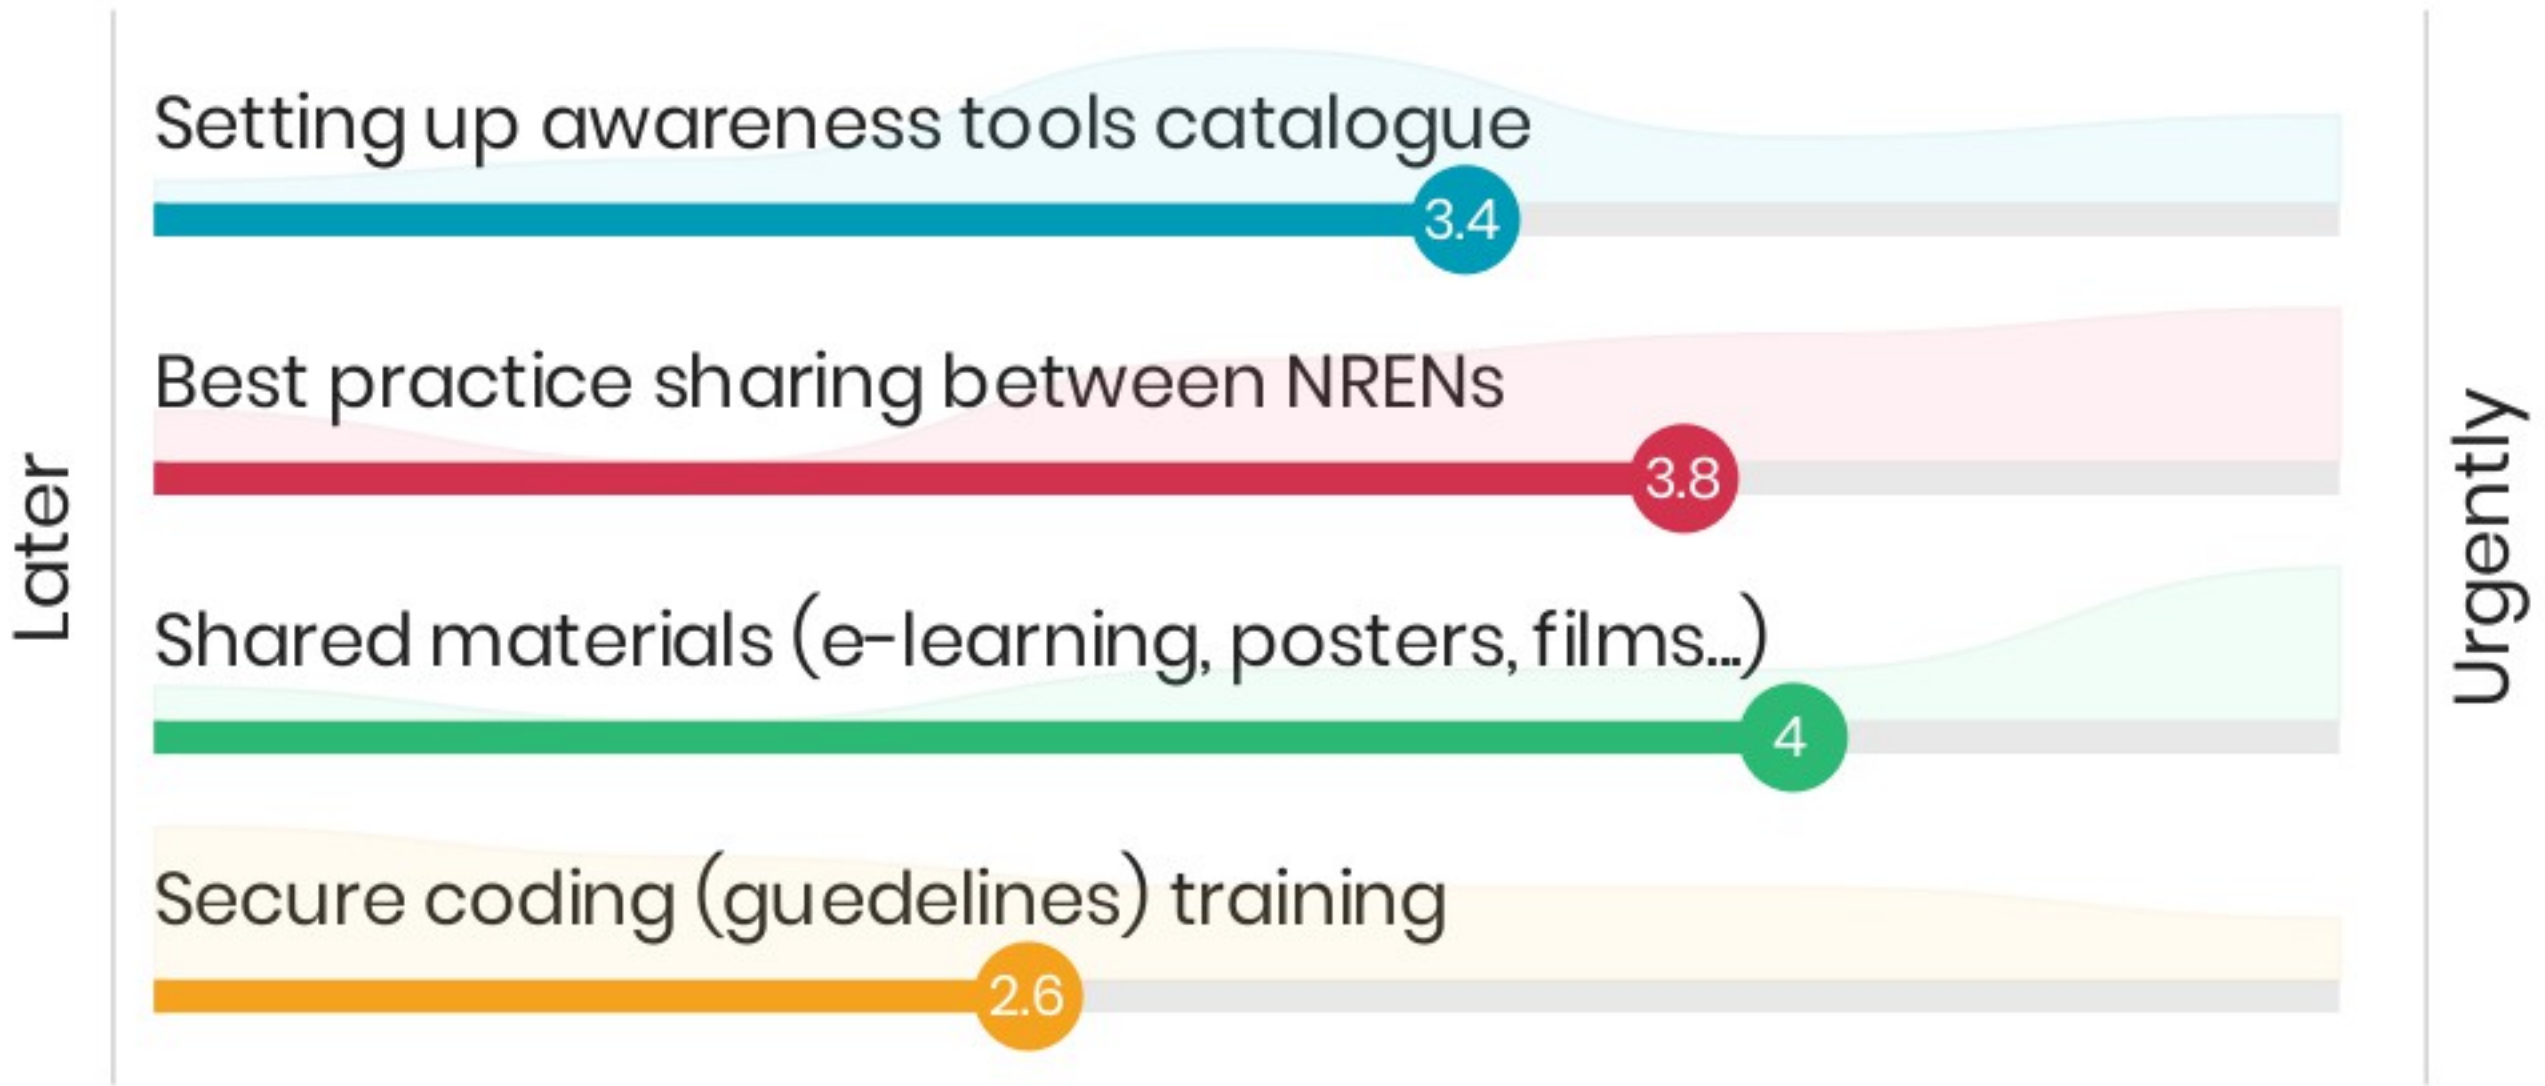 Setting up awareness tools catalogue
3.4
Best practice sharing between NRENs
3.8
Later
Urgently
Shared materials (e-learning, posters, films...)
4
Secure coding (guedelines) training
2.6